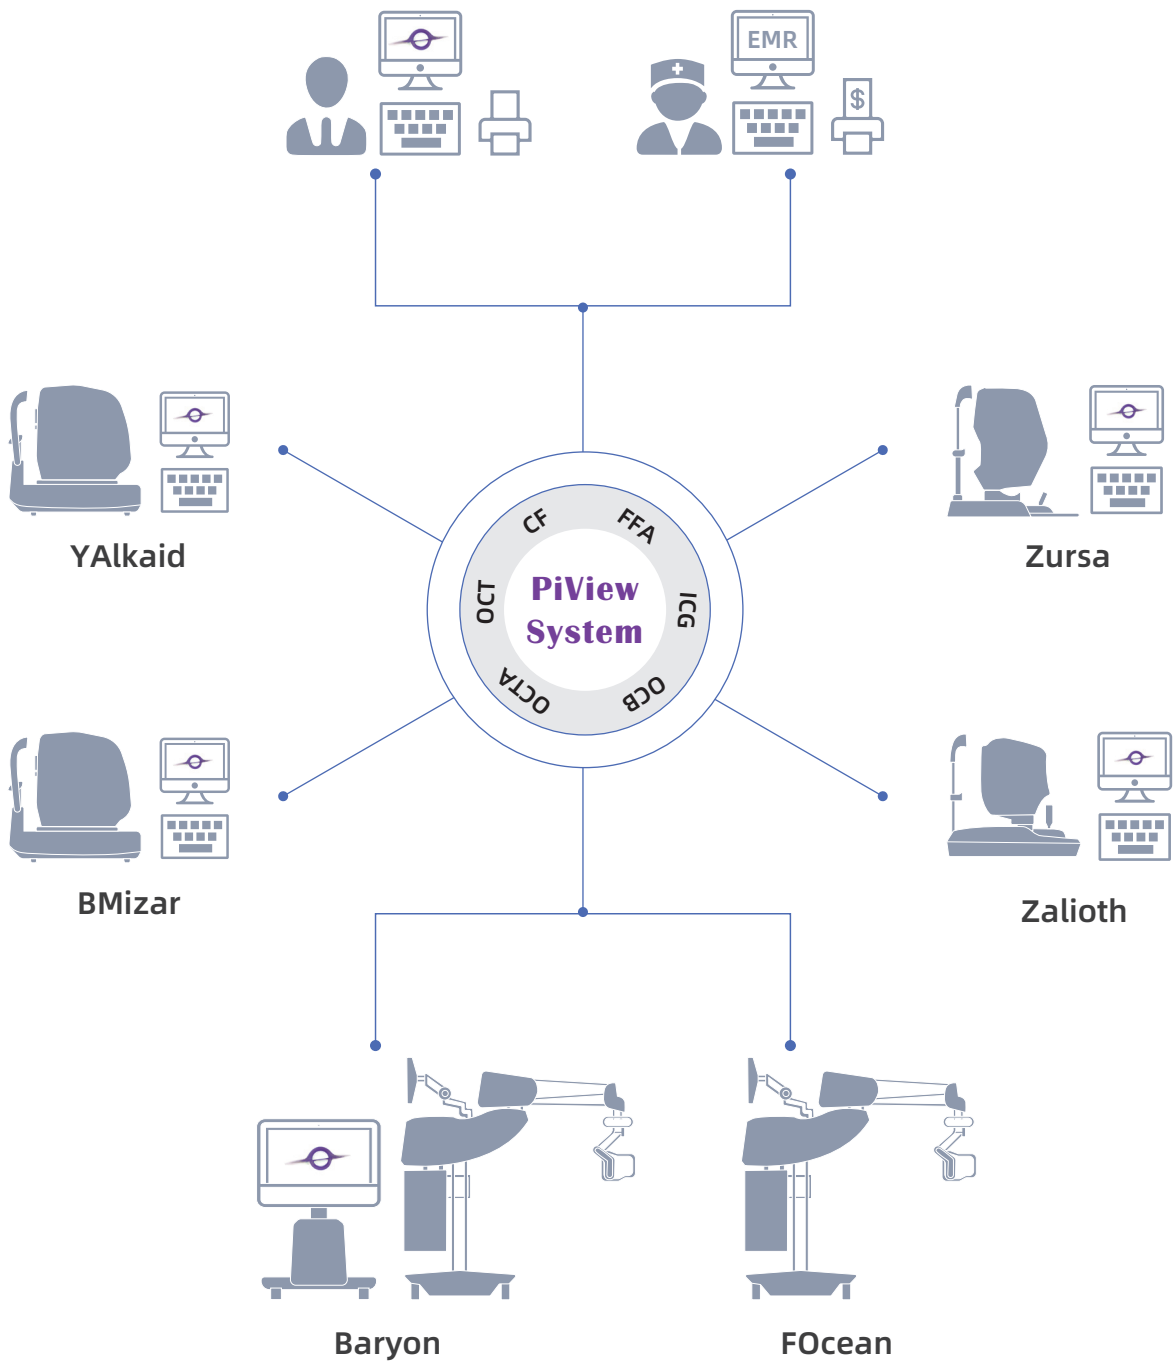 EMR
$
YAlkaid
Zursa
CF
FFA
OCT
ICG
OCTA
OCB
PiView
System
BMizar
Zalioth
Baryon
FOcean